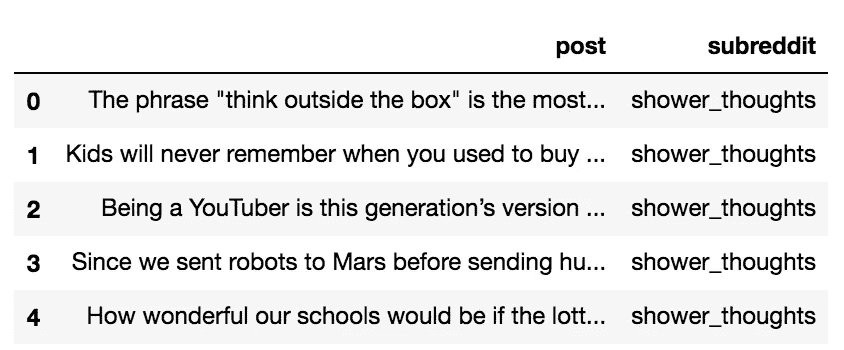 post subreddit
0 The phrase "think outside the box" is the most... shower_thoughts
1 Kids will never remember when you used to buy ... shower_thoughts
2 Being a YouTuber is this generation’s version ... shower_thoughts
3 Since we sent robots to Mars before sending hu... shower_thoughts
4 How wonderful our schools would be if the lott... shower_thoughts